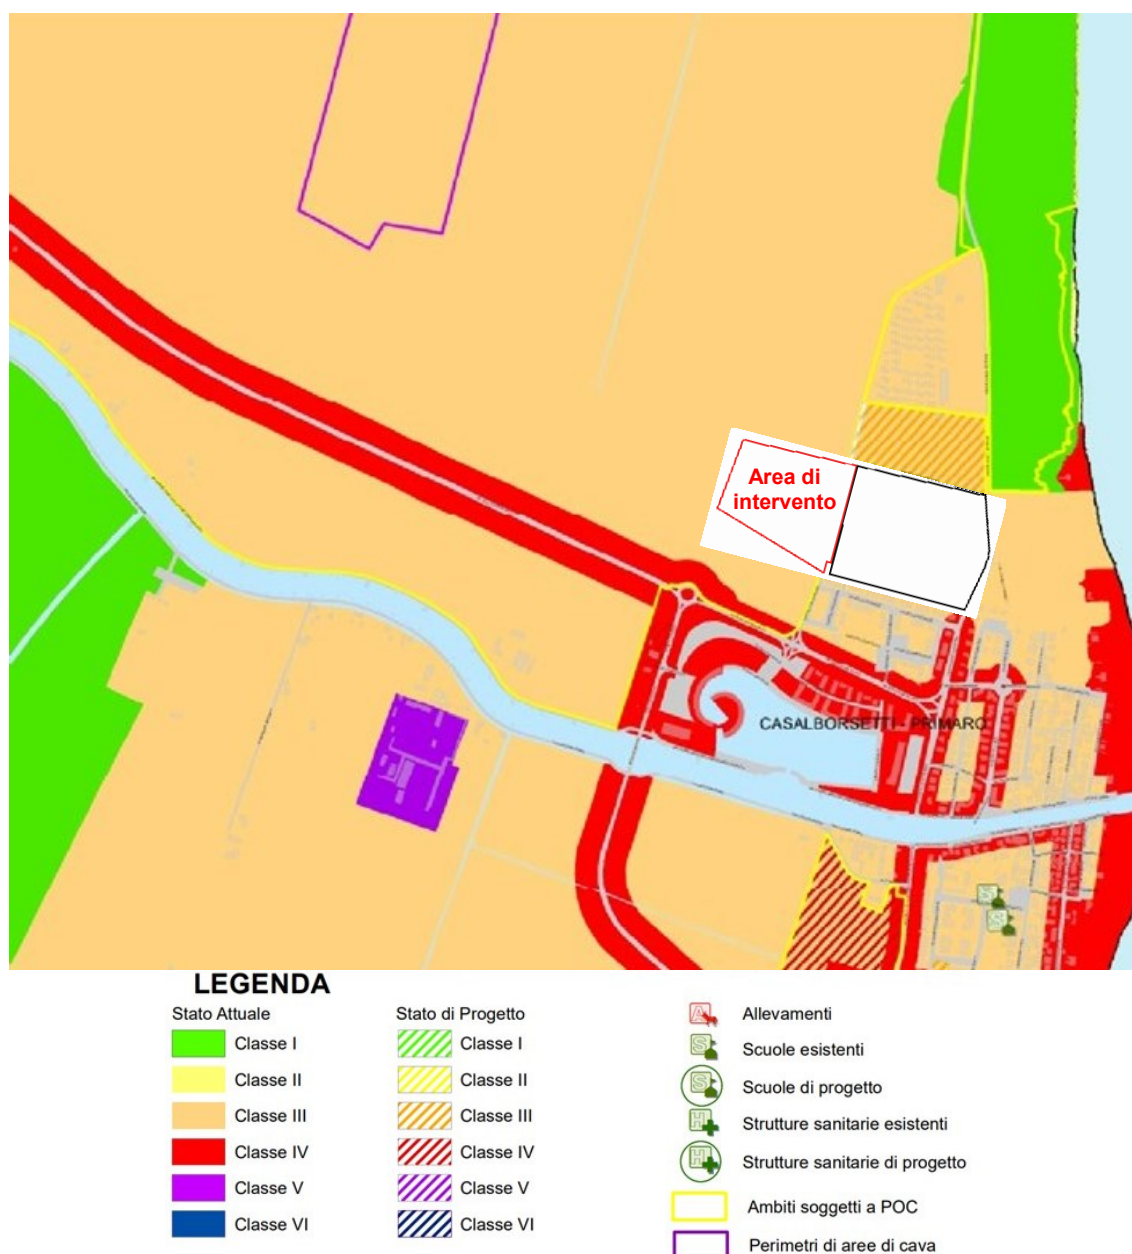 Area di
intervento
CASALBORSETTI - PRIMARO
LEGENDA
Stato Attuale
Classe I
Classe II
Classe III
Classe IV
Classe V
Classe VI
Stato di Progetto
Classe I
Classe II
Classe III
Classe IV
Classe V
Classe VI
A
Allevamenti
S
Scuole esistenti
S
Scuole di progetto
H
Strutture sanitarie esistenti
H
Strutture sanitarie di progetto
Ambiti soggetti a POC
Perimetri di aree di cava